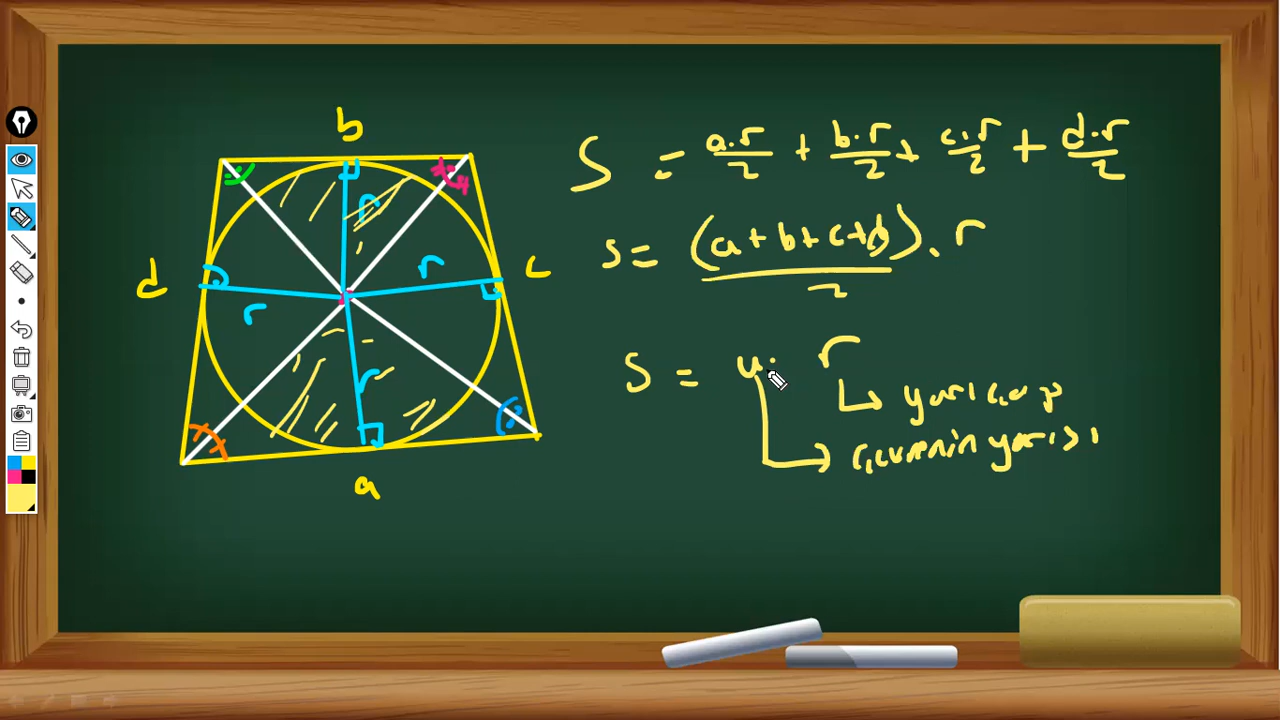 b
d
c
r
r
r
r
a
S = a.r/2 + b.r/2 + c.r/2 + d.r/2
S = (a+b+c+d)/2 . r
S = u. r
yarıçap
çevrenin yarısı